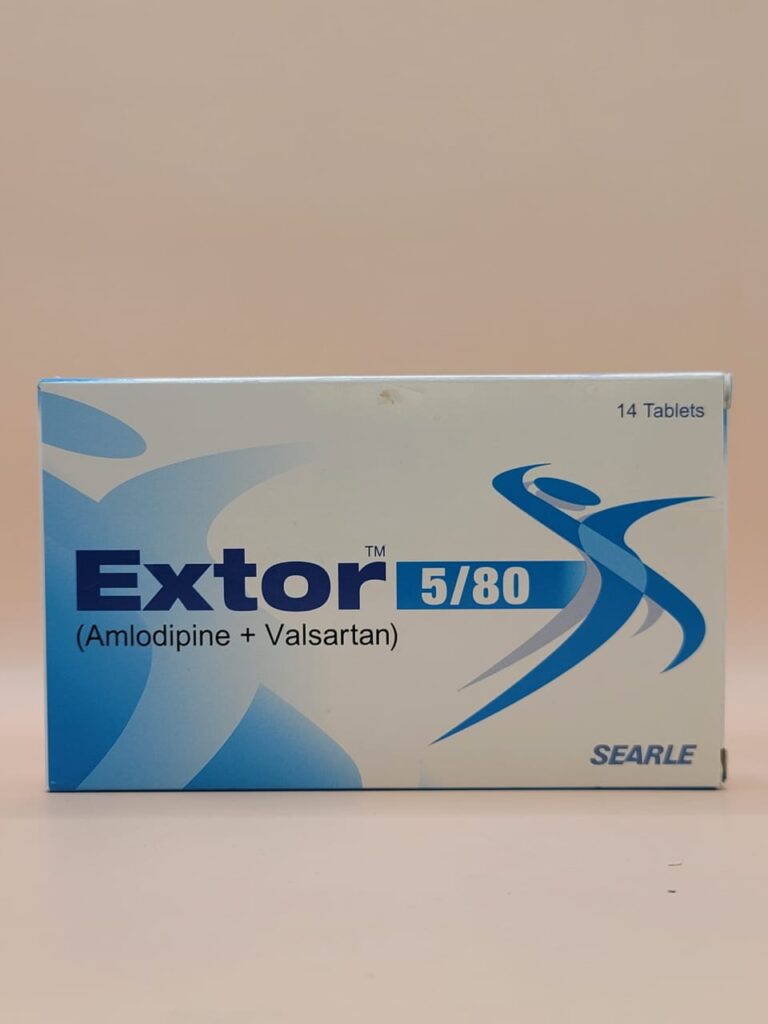 14 Tablets
Extor™ 5/80
(Amlodipine + Valsartan)
SEARLE